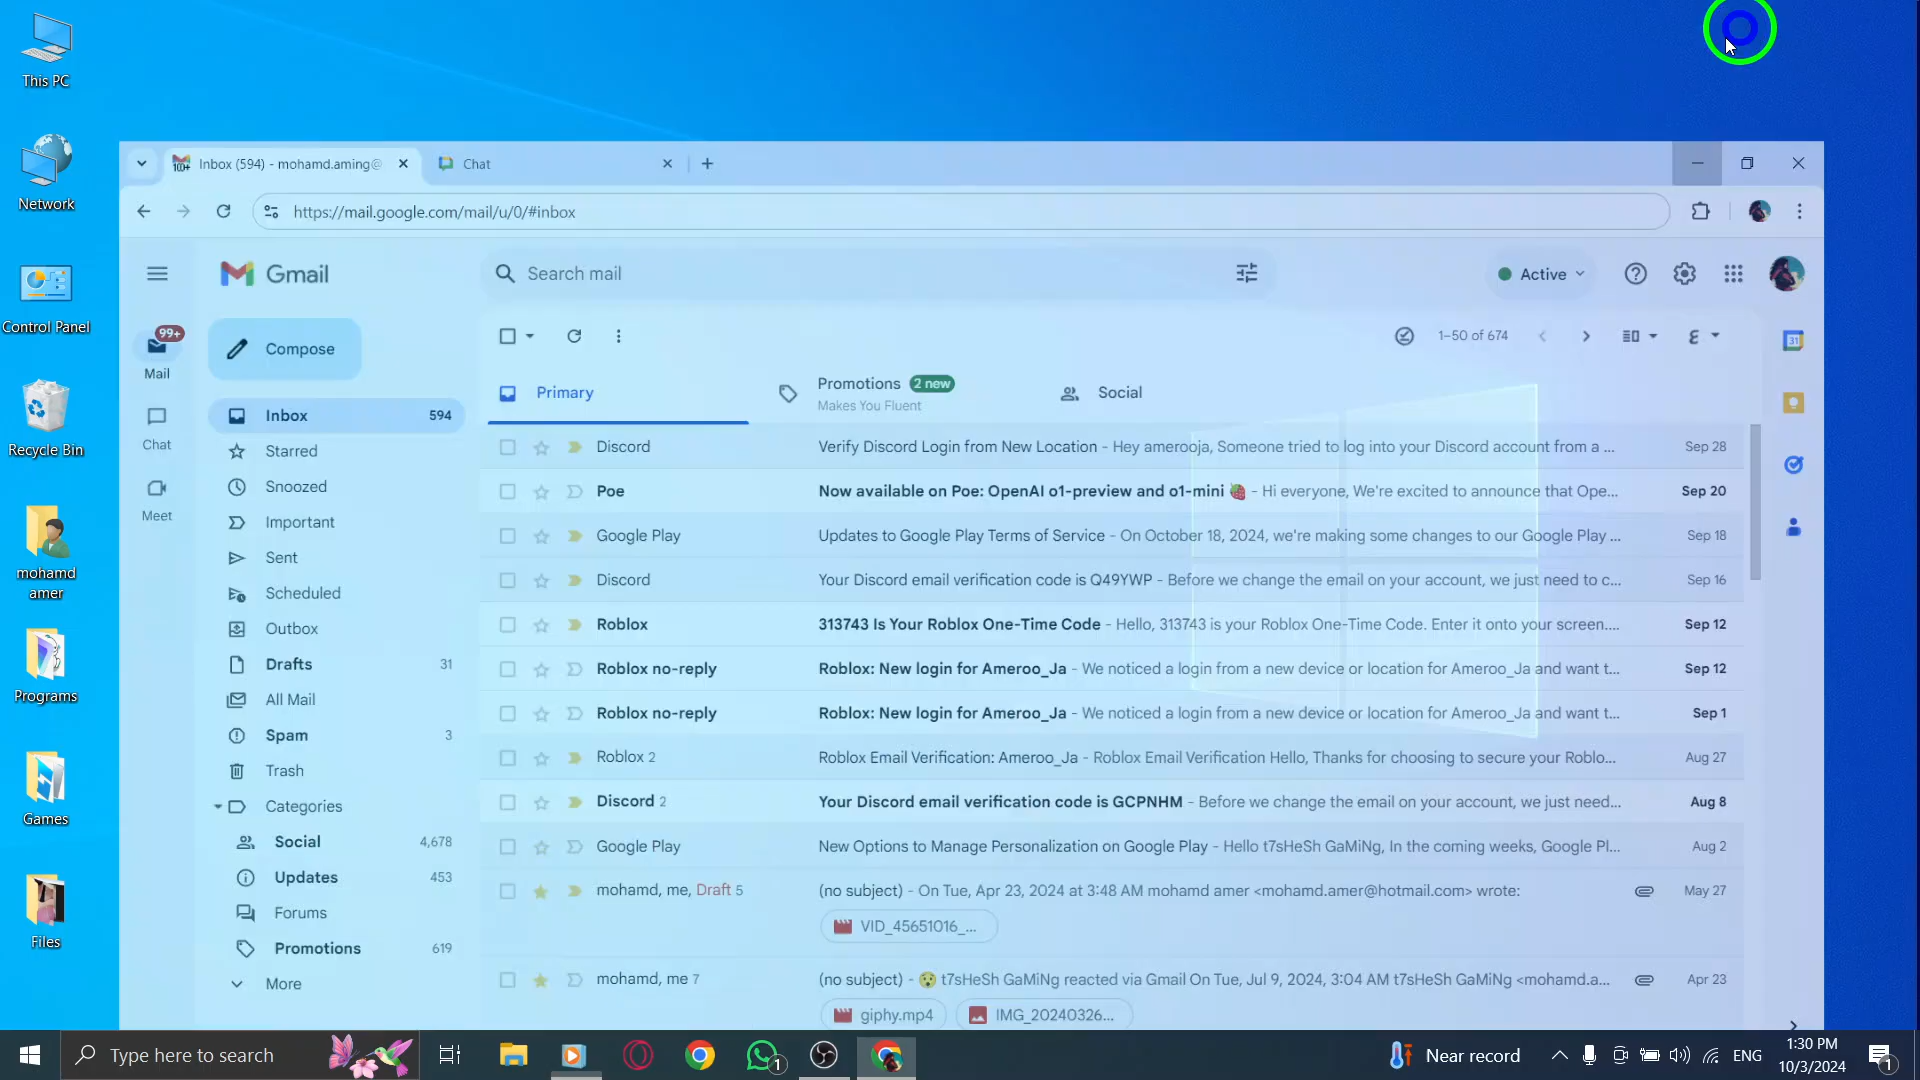 This PC
Network
Control Panel
Recycle Bin
mohamd
amer
Programs
Games
Files
Inbox (594) - mohamd.aming@
Chat
https://mail.google.com/mail/u/0/#inbox
Gmail
Search mail
Active
99+
Mail
Chat
Meet
Compose
Inbox 594
Starred
Snoozed
Important
Sent
Scheduled
Outbox
Drafts 31
All Mail
Spam 3
Trash
Categories
Social 4,678
Updates 453
Forums
Promotions 619
More
1–50 of 674
Primary
Promotions 2 new
Makes You Fluent
Social
Discord Verify Discord Login from New Location - Hey amerooja, Someone tried to log into your Discord account from a ... Sep 28
Poe Now available on Poe: OpenAI o1-preview and o1-mini 🍓 - Hi everyone, We're excited to announce that Ope... Sep 20
Google Play Updates to Google Play Terms of Service - On October 18, 2024, we're making some changes to our Google Play ... Sep 18
Discord Your Discord email verification code is Q49YWP - Before we change the email on your account, we just need to c... Sep 16
Roblox 313743 Is Your Roblox One-Time Code - Hello, 313743 is your Roblox One-Time Code. Enter it onto your screen.... Sep 12
Roblox no-reply Roblox: New login for Ameroo_Ja - We noticed a login from a new device or location for Ameroo_Ja and want t... Sep 12
Roblox no-reply Roblox: New login for Ameroo_Ja - We noticed a login from a new device or location for Ameroo_Ja and want t... Sep 1
Roblox 2 Roblox Email Verification: Ameroo_Ja - Roblox Email Verification Hello, Thanks for choosing to secure your Roblo... Aug 27
Discord 2 Your Discord email verification code is GCPNHM - Before we change the email on your account, we just need... Aug 8
Google Play New Options to Manage Personalization on Google Play - Hello t7sHeSh GaMiNg, In the coming weeks, Google Pl... Aug 2
mohamd, me, Draft 5 (no subject) - On Tue, Apr 23, 2024 at 3:48 AM mohamd amer <mohamd.amer@hotmail.com> wrote: May 27
VID_45651016_...
mohamd, me 7 (no subject) - 😯 t7sHeSh GaMiNg reacted via Gmail On Tue, Jul 9, 2024, 3:04 AM t7sHeSh GaMiNg <mohamd.a... Apr 23
giphy.mp4 IMG_20240326...
Type here to search
1
Near record
ENG
1:30 PM
10/3/2024
1